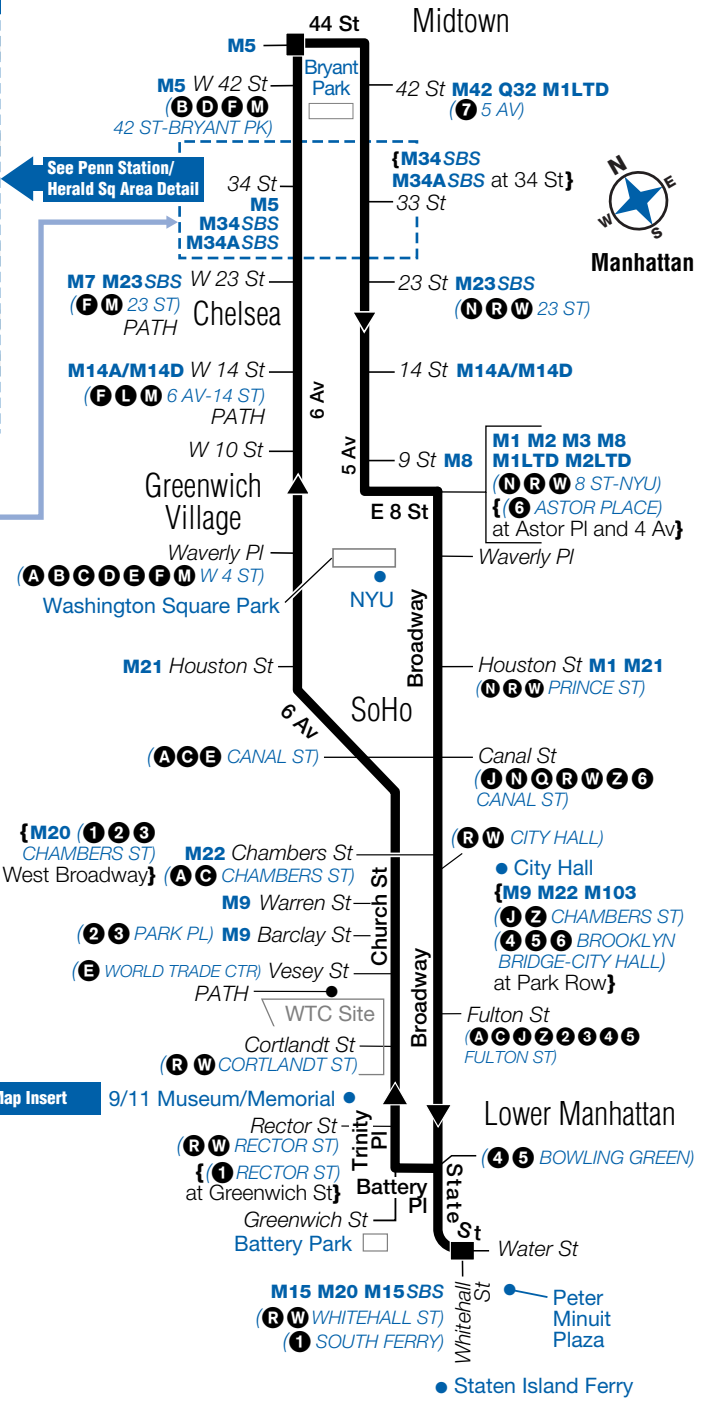 44 St
Midtown
M5
Bryant
Park
M5 W 42 St
(B D F M
42 ST-BRYANT PK)
42 St M42 Q32 M1LTD
(7 5 AV)
See Penn Station/
Herald Sq Area Detail
34 St
M5
M34SBS
M34ASBS
{M34SBS
M34ASBS at 34 St}
33 St
N
E
W
S
Manhattan
M7 M23SBS W 23 St
(F M 23 ST)
PATH
Chelsea
23 St M23SBS
(N R W 23 ST)
M14A/M14D W 14 St
(F L M 6 AV-14 ST)
PATH
14 St M14A/M14D
6 Av
5 Av
W 10 St
9 St M8
Greenwich
Village
E 8 St
M1 M2 M3 M8
M1LTD M2LTD
(N R W 8 ST-NYU)
{(6 ASTOR PLACE)
at Astor Pl and 4 Av}
Waverly Pl
(A B C D E F M W 4 ST)
Waverly Pl
Washington Square Park
NYU
Broadway
M21 Houston St
Houston St M1 M21
(N R W PRINCE ST)
SoHo
6 Av
(A C E CANAL ST)
Canal St
(J N Q R W Z 6
CANAL ST)
{M20 (1 2 3
CHAMBERS ST)
West Broadway}
M22 Chambers St
(A C CHAMBERS ST)
(R W CITY HALL)
City Hall
{M9 M22 M103
(J Z CHAMBERS ST)
(4 5 6 BROOKLYN
BRIDGE-CITY HALL)
at Park Row}
M9 Warren St
(2 3 PARK PL) M9 Barclay St
Church St
(E WORLD TRADE CTR) Vesey St
PATH
WTC Site
Broadway
Fulton St
(A C J Z 2 3 4 5
FULTON ST)
Cortlandt St
(R W CORTLANDT ST)
Map Insert
9/11 Museum/Memorial
Lower Manhattan
Rector St
(R W RECTOR ST)
{(1 RECTOR ST)
at Greenwich St}
Trinity
Pl
(4 5 BOWLING GREEN)
Battery
Pl
State
St
Greenwich St
Battery Park
Water St
M15 M20 M15SBS
(R W WHITEHALL ST)
(1 SOUTH FERRY)
Whitehall
St
Peter
Minuit
Plaza
Staten Island Ferry